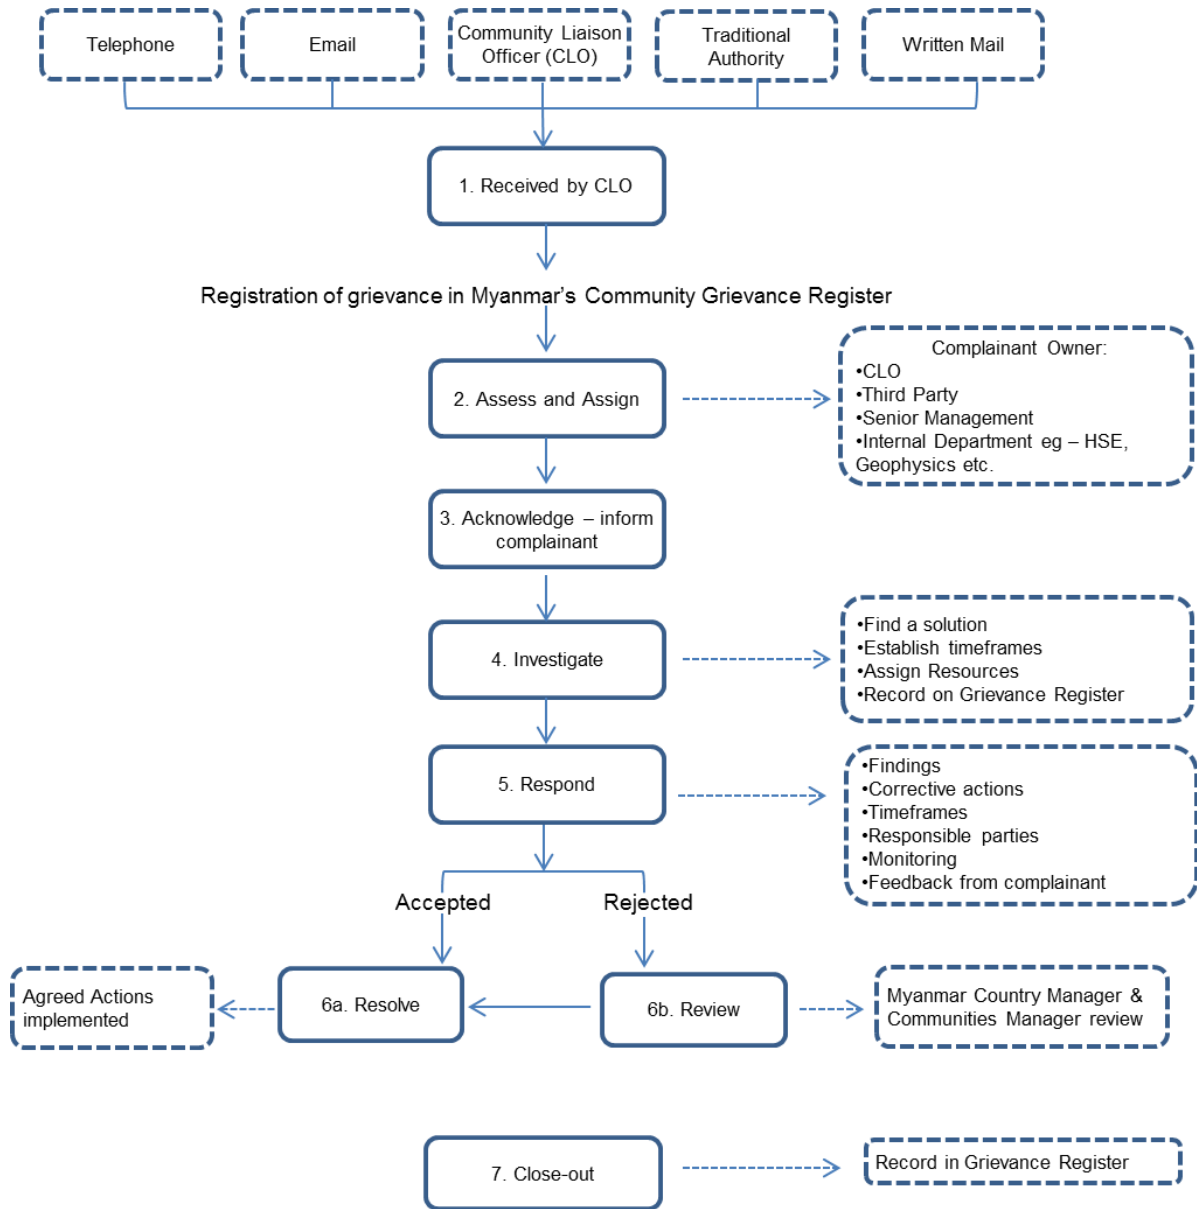 Telephone
Email
Community Liaison
Officer (CLO)
Traditional
Authority
Written Mail
1. Received by CLO
Registration of grievance in Myanmar’s Community Grievance Register
2. Assess and Assign
Complainant Owner:
•CLO
•Third Party
•Senior Management
•Internal Department eg – HSE,
Geophysics etc.
3. Acknowledge – inform
complainant
4. Investigate
•Find a solution
•Establish timeframes
•Assign Resources
•Record on Grievance Register
5. Respond
•Findings
•Corrective actions
•Timeframes
•Responsible parties
•Monitoring
•Feedback from complainant
Accepted
Rejected
Agreed Actions
implemented
6a. Resolve
6b. Review
Myanmar Country Manager &
Communities Manager review
7. Close-out
Record in Grievance Register